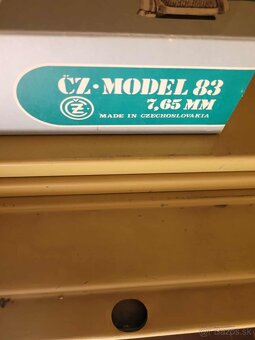 ČZ·MODEL 83
7,65 MM
ČZ
MADE IN CZECHOSLOVAKIA